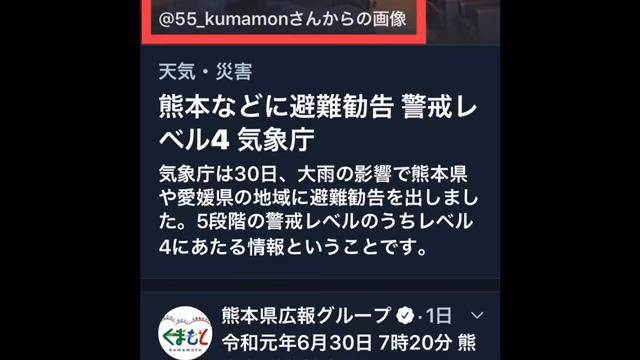 @55_kumamonさんからの画像
天気・災害
熊本などに避難勧告 警戒レ
ベル4 気象庁
気象庁は30日、大雨の影響で熊本県
や愛媛県の地域に避難勧告を出しまし
た。5段階の警戒レベルのうちレベル
4にあたる情報ということです。
熊本県広報グループ · 1日
くまもと
Kumamoto
令和元年6月30日 7時20分 熊